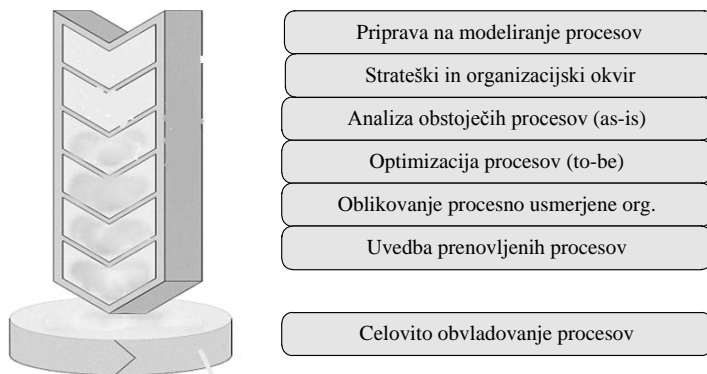 Priprava na modeliranje procesov
Strateški in organizacijski okvir
Analiza obstoječih procesov (as-is)
Optimizacija procesov (to-be)
Oblikovanje procesno usmerjene org.
Uvedba prenovljenih procesov
Celovito obvladovanje procesov